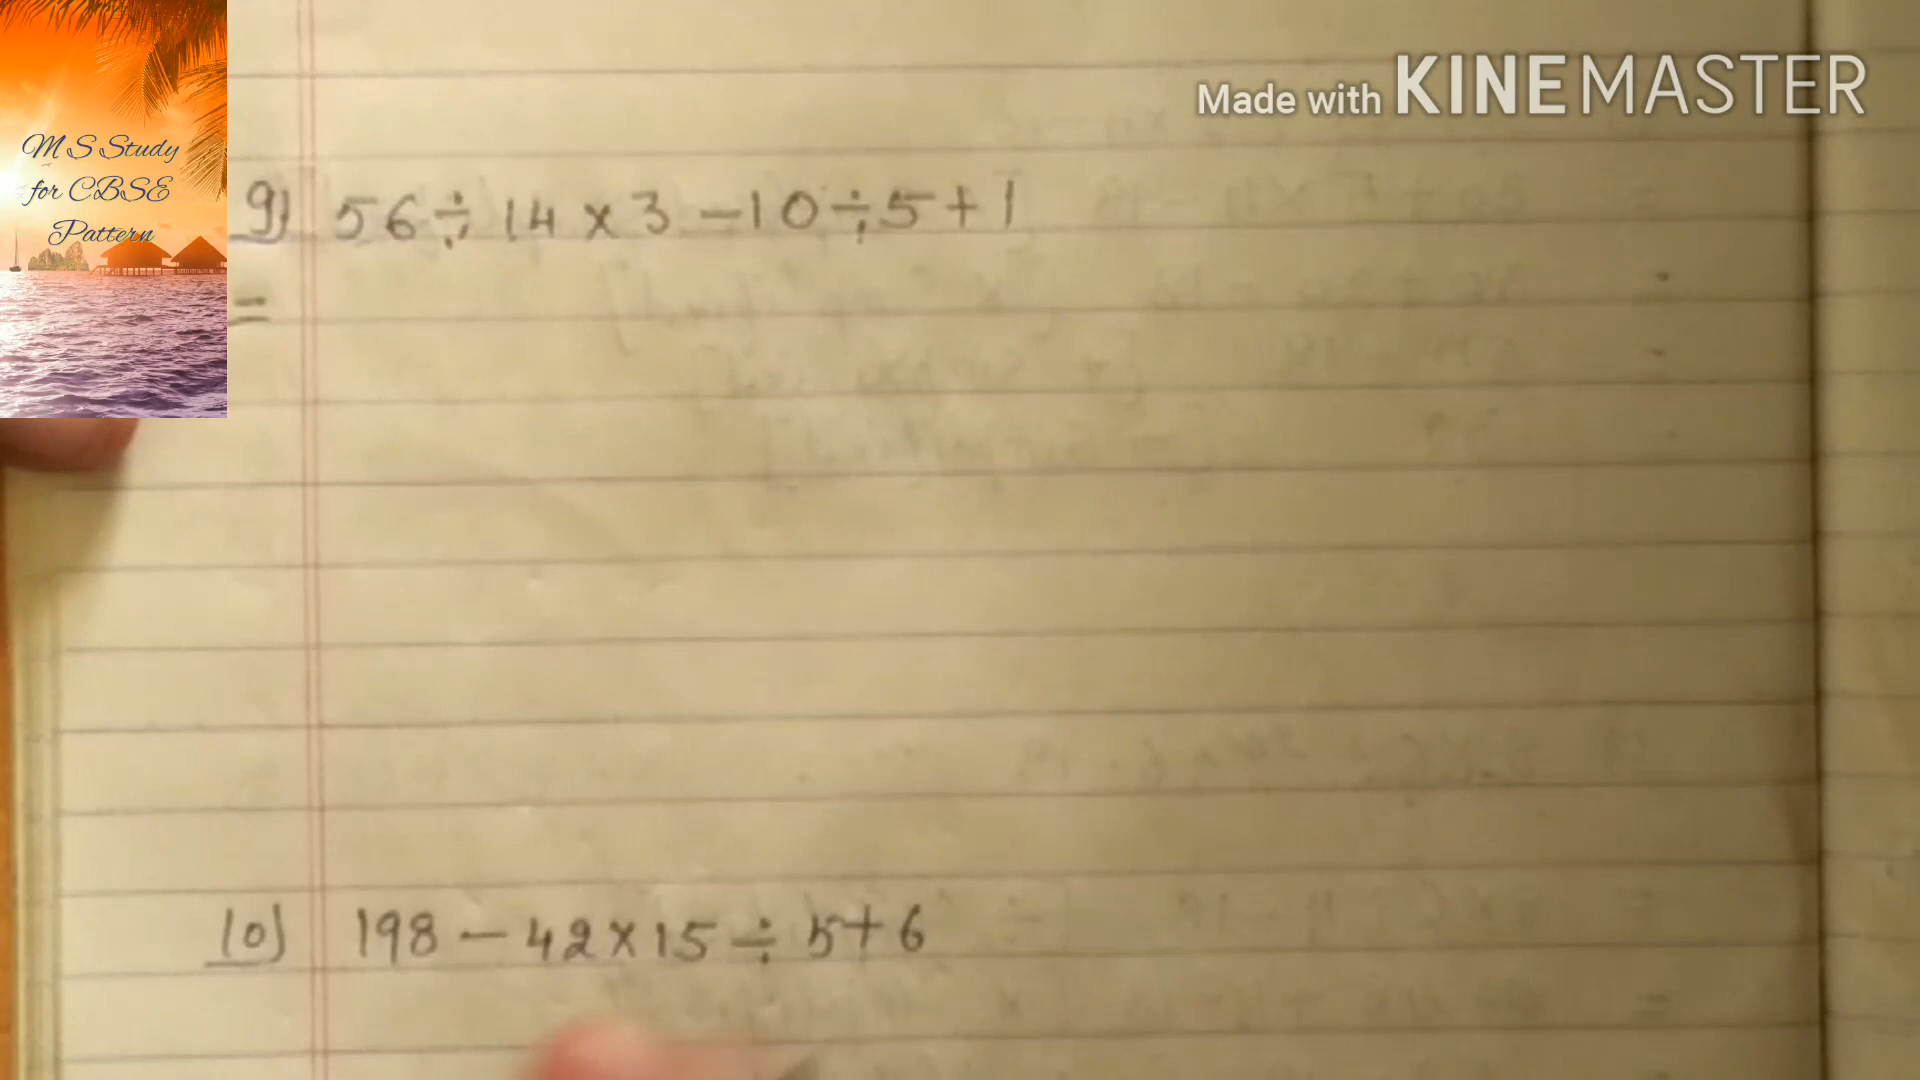 Made with KINEMASTER
M S Study
for CBSE
Pattern
9) 56 ÷ 14 × 3 - 10 ÷ 5 + 1
=
10) 198 - 42 × 15 ÷ 5 + 6